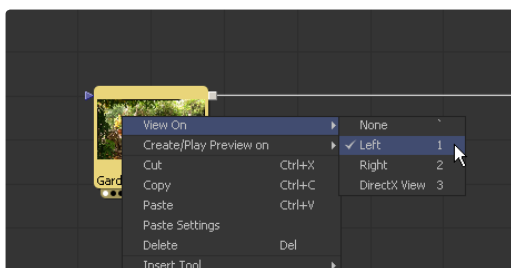 View On
None `
Create/Play Preview on
Left 1
Cut Ctrl+X
Right 2
Gard
Copy Ctrl+C
DirectX View 3
Paste Ctrl+V
Paste Settings
Delete Del
Insert Tool